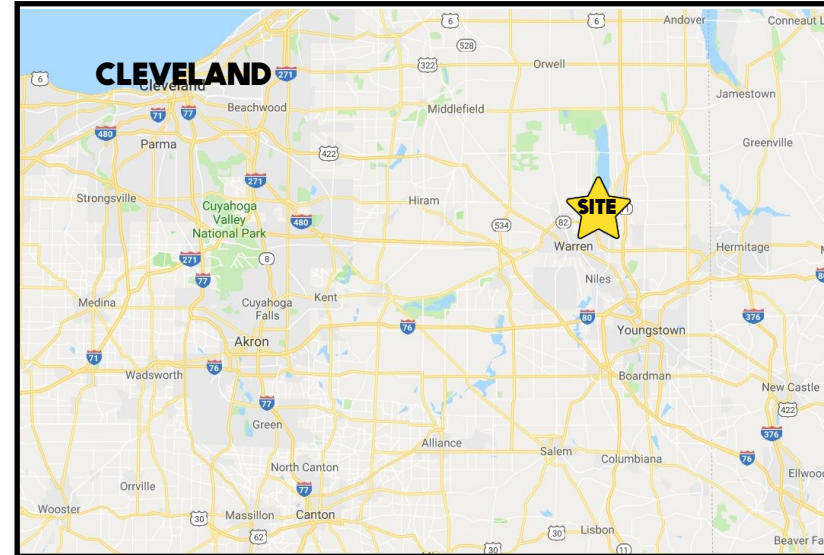 6
6
Andover
Conneaut L
528
322
Orwell
CLEVELAND
271
6
Cleveland
Jamestown
Beachwood
Middlefield
71
77
480
Parma
Greenville
422
271
Strongsville
Cuyahoga
Valley
National Park
Hiram
SITE
480
534
82
Warren
Hermitage
271
8
77
Niles
Medina
Cuyahoga
Falls
Kent
76
80
376
Youngstown
Akron
71
76
Wadsworth
Boardman
New Castle
77
422
Green
376
Alliance
Salem
Columbiana
76
North Canton
Ellwoo
Orrville
77
Wooster
30
Massillon
Canton
62
30
Lisbon
30
11
Beaver Fa